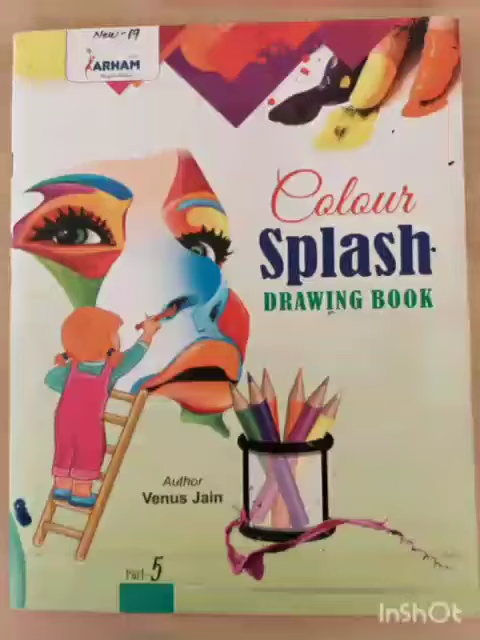 New-19
ARHAM
Colour
Splash
DRAWING BOOK
Author
Venus Jain
Part-5
InShOt